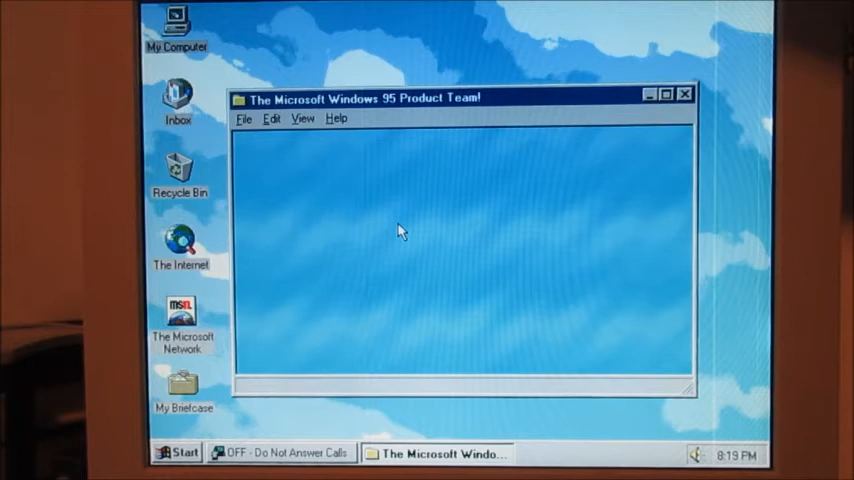 My Computer
Inbox
Recycle Bin
The Internet
msn
The Microsoft
Network
My Briefcase
The Microsoft Windows 95 Product Team!
File Edit View Help
Start
OFF - Do Not Answer Calls
The Microsoft Windo...
8:19 PM